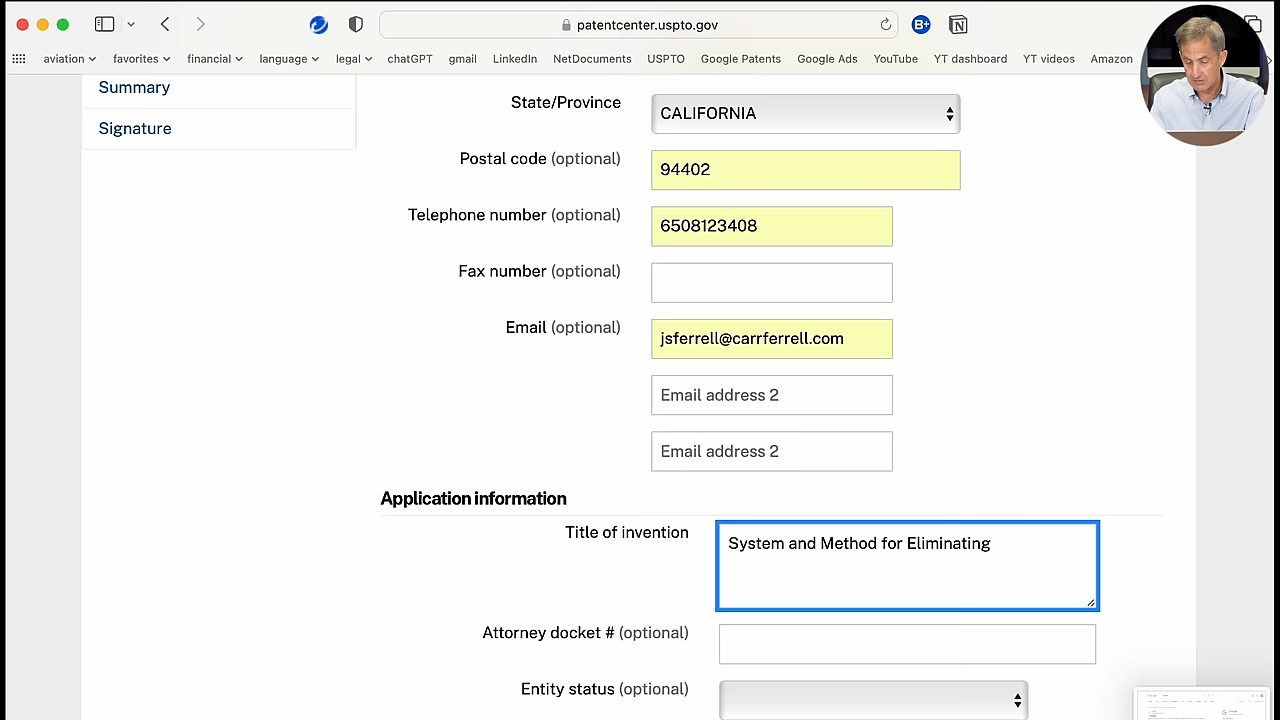 patentcenter.uspto.gov
B+
N
aviation favorites financial language legal chatGPT gmail LinkedIn NetDocuments USPTO Google Patents Google Ads YouTube YT dashboard YT videos Amazon
Summary
Signature
State/Province
CALIFORNIA
Postal code (optional)
94402
Telephone number (optional)
6508123408
Fax number (optional)
Email (optional)
jsferrell@carrferrell.com
Email address 2
Email address 2
Application information
Title of invention
System and Method for Eliminating
Attorney docket # (optional)
Entity status (optional)